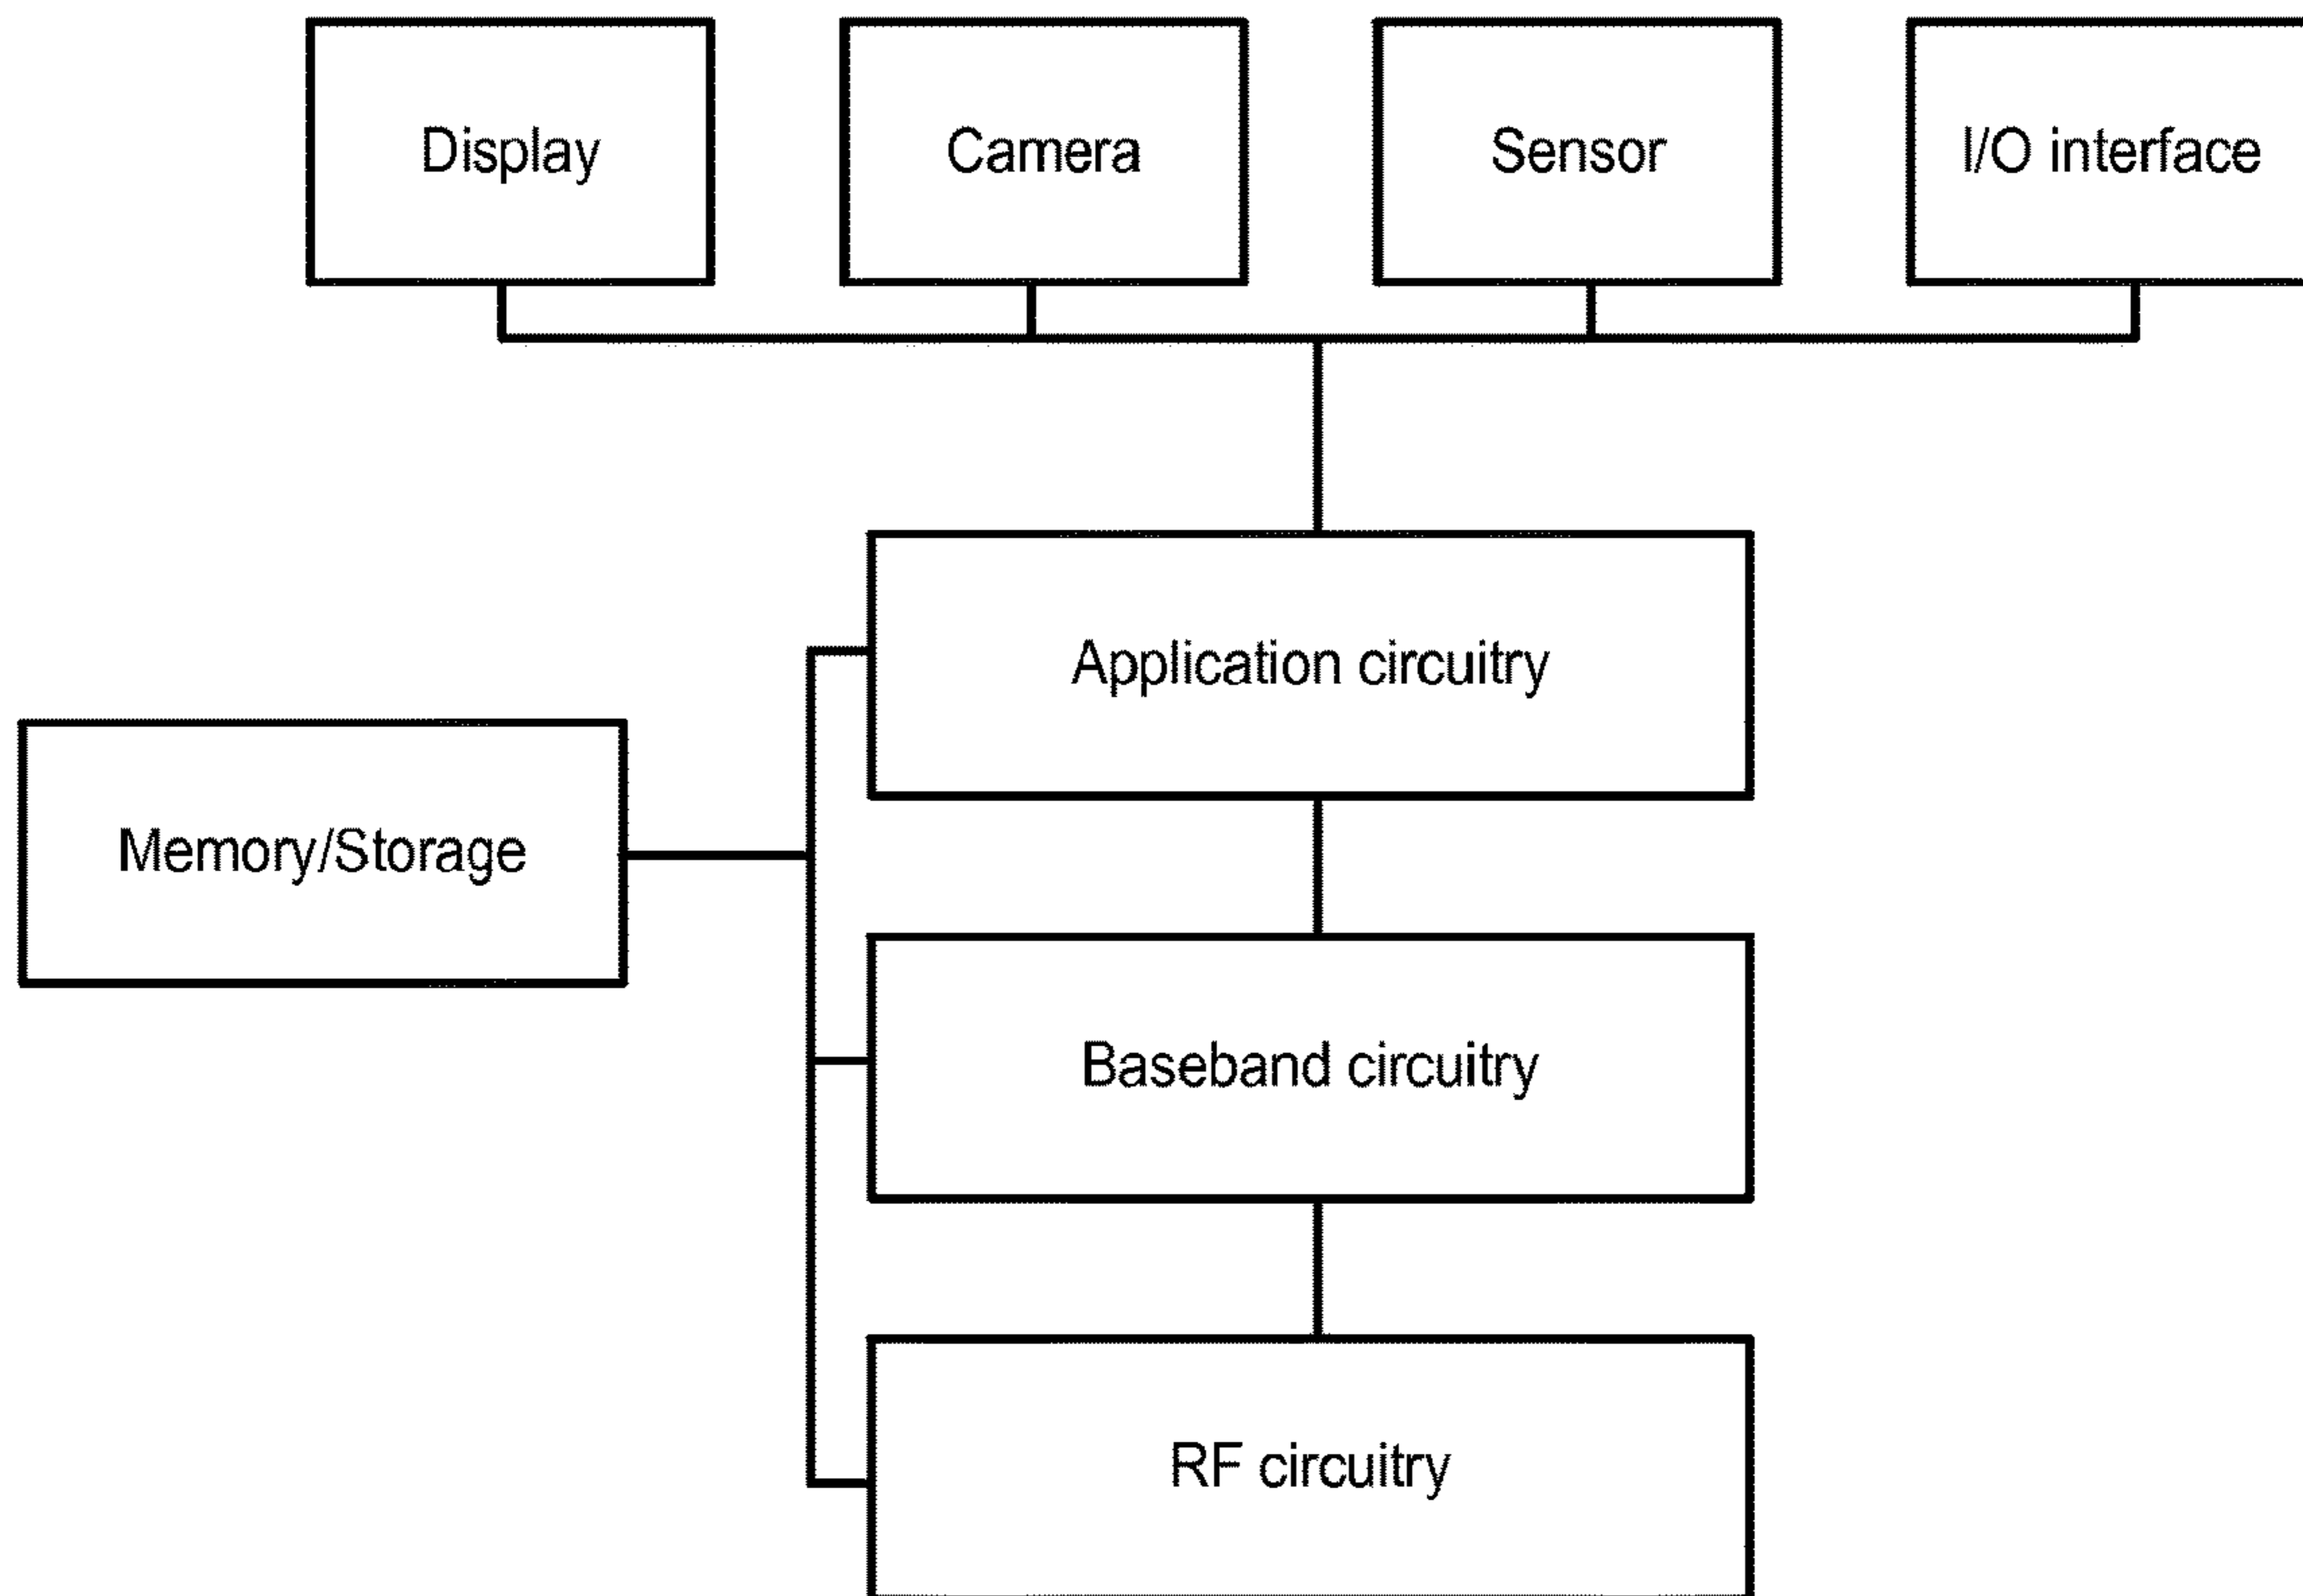 Display
Camera
Sensor
I/O interface
Application circuitry
Memory/Storage
Baseband circuitry
RF circuitry